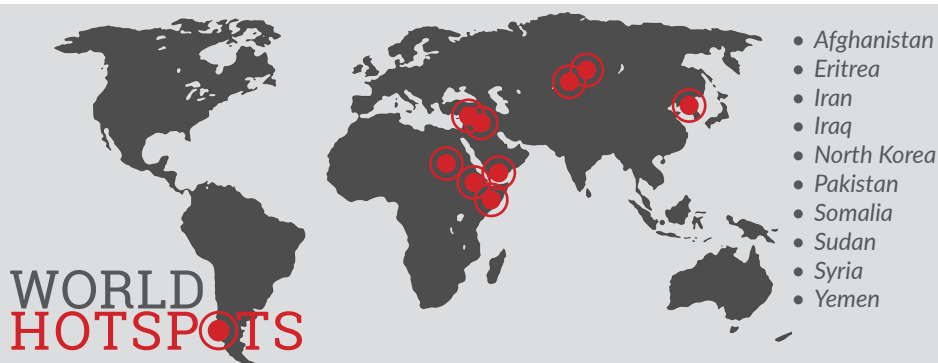 Afghanistan
Eritrea
Iran
Iraq
North Korea
Pakistan
Somalia
Sudan
Syria
Yemen
WORLD
HOTSPOTS